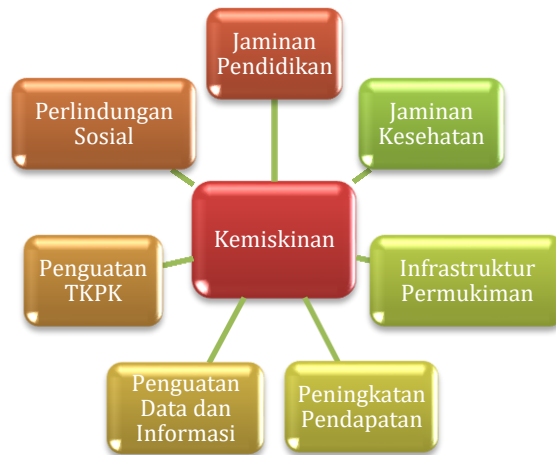 Jaminan
Pendidikan
Jaminan
Kesehatan
Infrastruktur
Permukiman
Peningkatan
Pendapatan
Penguatan
Data dan
Informasi
Penguatan
TKPK
Perlindungan
Sosial
Kemiskinan